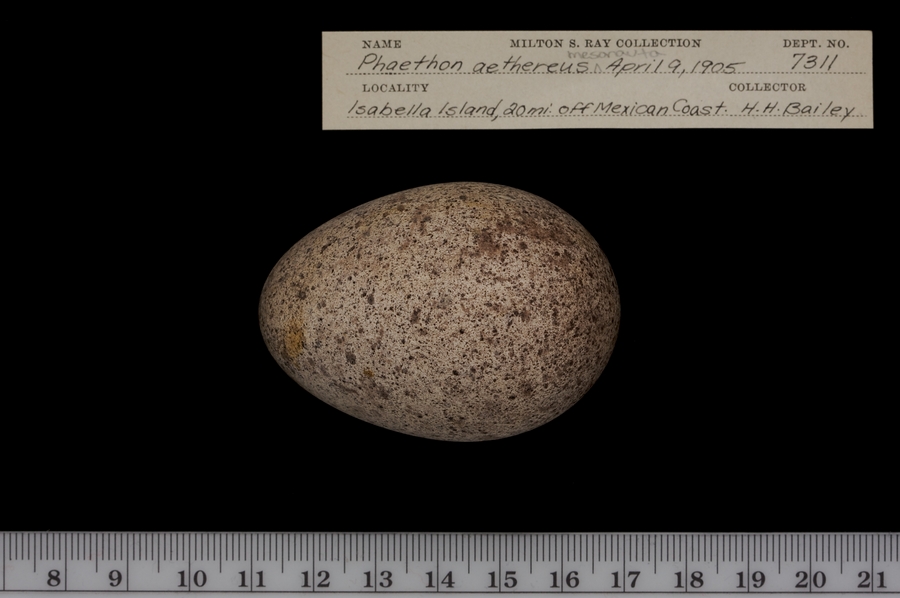 NAME MILTON S. RAY COLLECTION DEPT. NO.
mesonauta
Phaethon aethereus ^ April 9, 1905 7311
LOCALITY COLLECTOR
Isabella Island, 20 mi. off Mexican Coast. H.H. Bailey
8 9 10 11 12 13 14 15 16 17 18 19 20 21